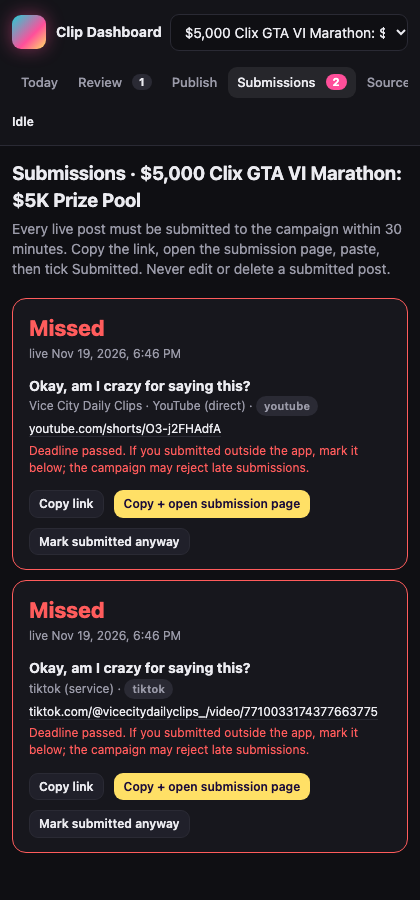 Clip Dashboard
$5,000 Clix GTA VI Marathon: $
Today
Review 1
Publish
Submissions 2
Source
Idle
Submissions · $5,000 Clix GTA VI Marathon:
$5K Prize Pool
Every live post must be submitted to the campaign within 30
minutes. Copy the link, open the submission page, paste,
then tick Submitted. Never edit or delete a submitted post.
Missed
live Nov 19, 2026, 6:46 PM
Okay, am I crazy for saying this?
Vice City Daily Clips · YouTube (direct) · youtube
youtube.com/shorts/O3-j2FHAdfA
Deadline passed. If you submitted outside the app, mark it
below; the campaign may reject late submissions.
Copy link
Copy + open submission page
Mark submitted anyway
Missed
live Nov 19, 2026, 6:46 PM
Okay, am I crazy for saying this?
tiktok (service) · tiktok
tiktok.com/@vicecitydailyclips_/video/7710033174377663775
Deadline passed. If you submitted outside the app, mark it
below; the campaign may reject late submissions.
Copy link
Copy + open submission page
Mark submitted anyway